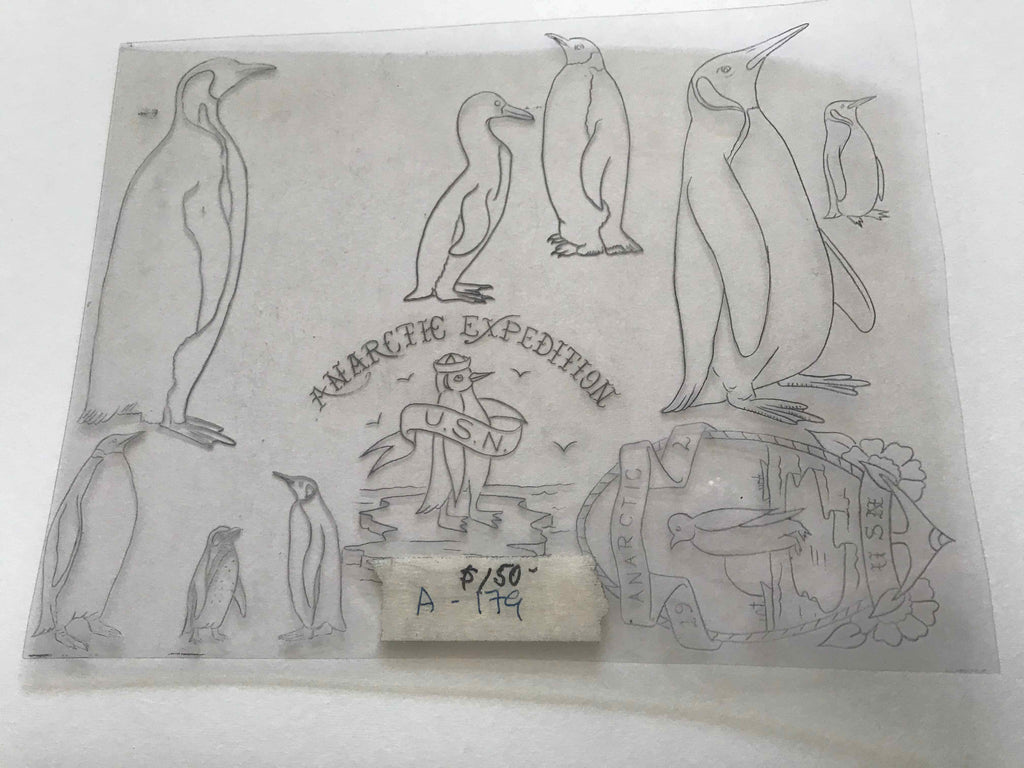 ANARCTIC EXPEDITION
U.S.N.
$150-
A - 179
19
ANARCTIC
USN